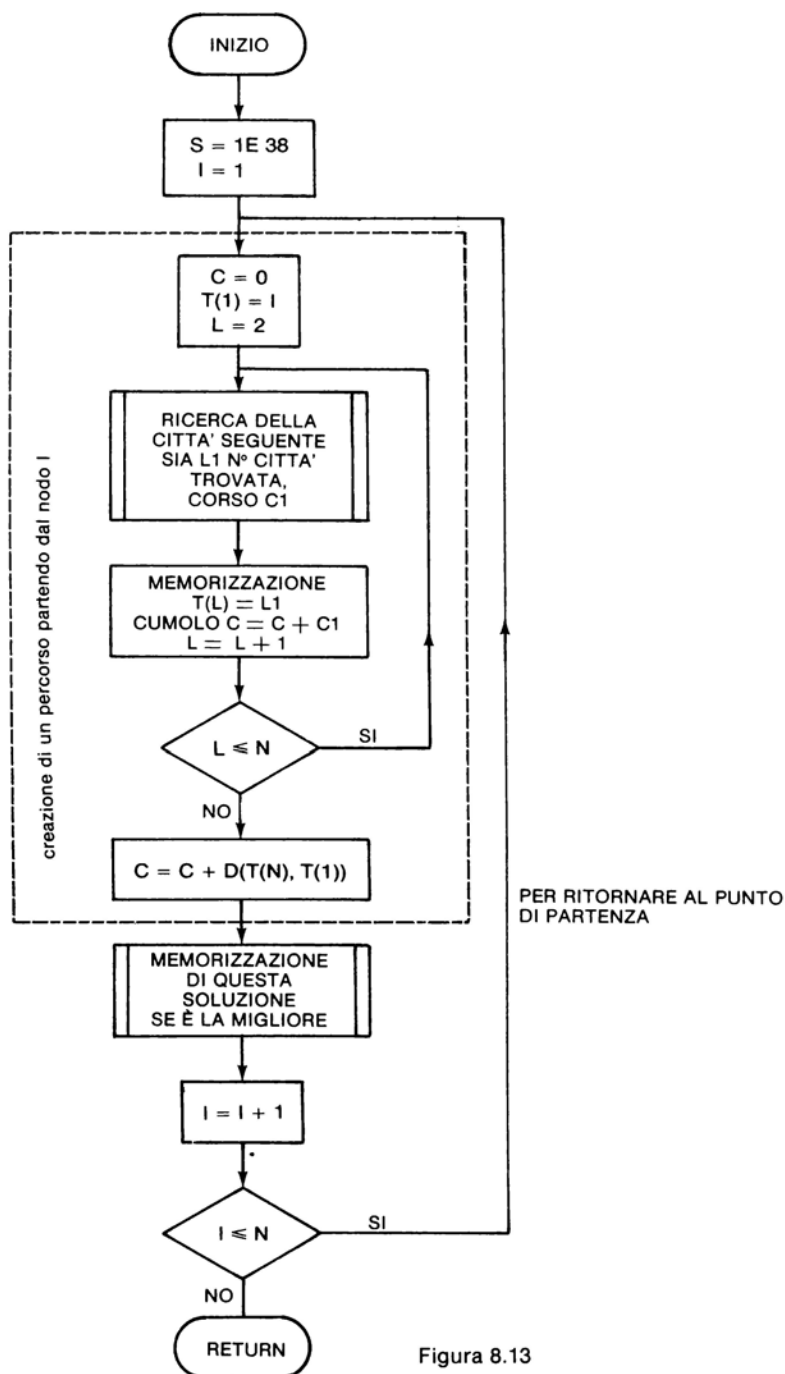 INIZIO
S = 1E 38
I = 1
C = 0
T(1) = I
L = 2
RICERCA DELLA
CITTA' SEGUENTE
SIA L1 Nº CITTA'
TROVATA,
CORSO C1
MEMORIZZAZIONE
T(L) = L1
CUMOLO C = C + C1
L = L + 1
L ⩽ N
SI
NO
C = C + D(T(N), T(1))
creazione di un percorso partendo dal nodo I
PER RITORNARE AL PUNTO
DI PARTENZA
MEMORIZZAZIONE
DI QUESTA
SOLUZIONE
SE È LA MIGLIORE
I = I + 1
I ⩽ N
SI
NO
RETURN
Figura 8.13